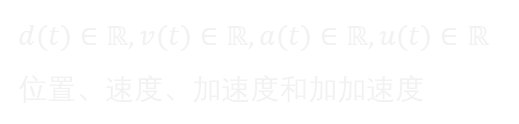 d(t) ∈ ℝ, v(t) ∈ ℝ, a(t) ∈ ℝ, u(t) ∈ ℝ
位置、速度、加速度和加加速度